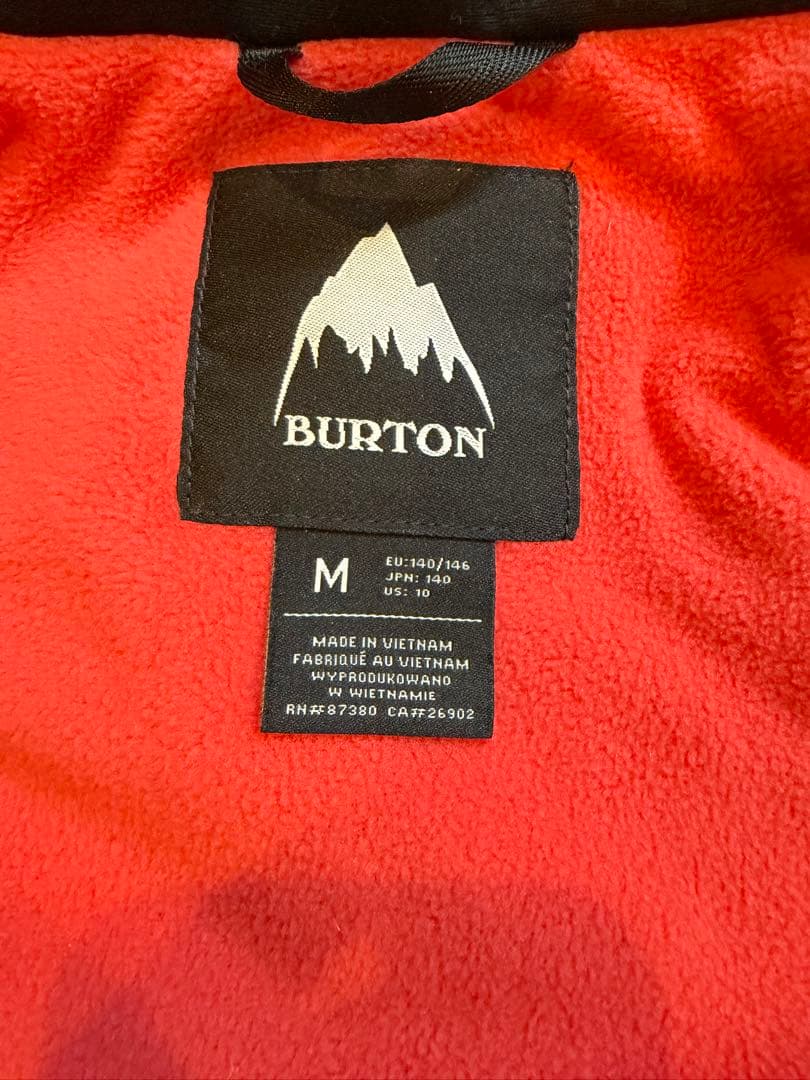 BURTON
M
EU:140/146
JPN: 140
US: 10
MADE IN VIETNAM
FABRIQUÉ AU VIETNAM
WYPRODUKOWANO
W WIETNAMIE
RN#87380 CA#26902